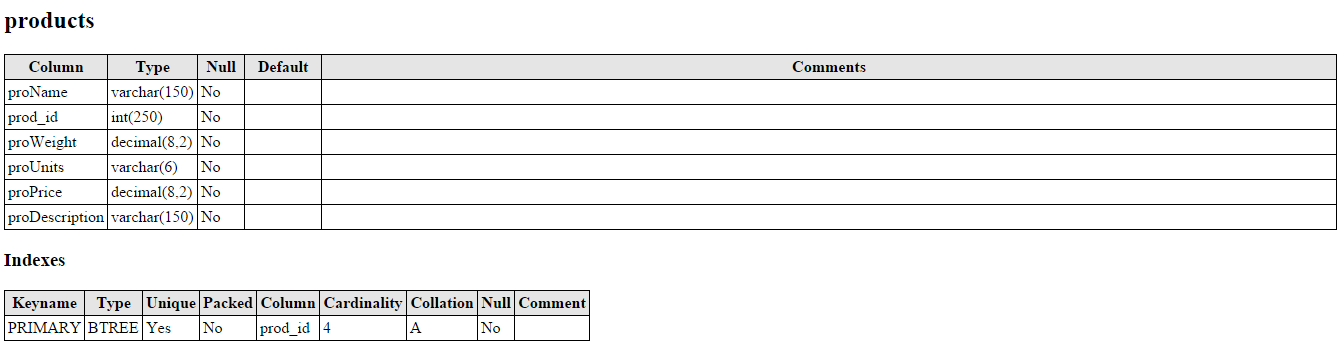 products
Column Type Null Default Comments
proName varchar(150) No
prod_id int(250) No
proWeight decimal(8,2) No
proUnits varchar(6) No
proPrice decimal(8,2) No
proDescription varchar(150) No
Indexes
Keyname Type Unique Packed Column Cardinality Collation Null Comment
PRIMARY BTREE Yes No prod_id 4 A No